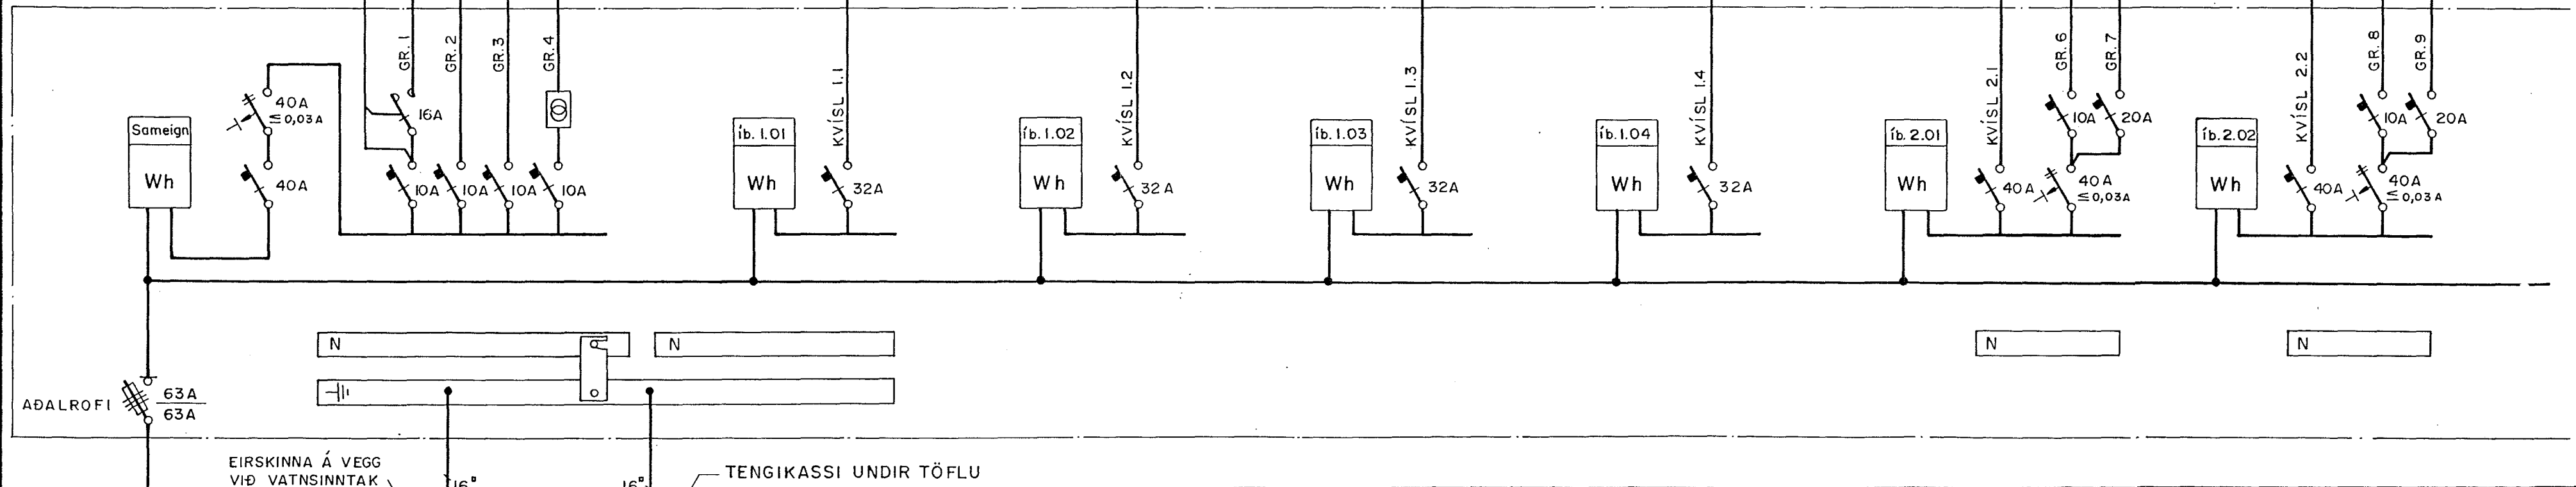 GR. 1
GR. 2
GR. 3
GR. 4
KVÍSL 1.1
KVÍSL 1.2
KVÍSL 1.3
KVÍSL 1.4
KVÍSL 2.1
GR. 6
GR. 7
KVÍSL 2.2
GR. 8
GR. 9
40A
≤0,03A
16A
10A
20A
10A
20A
Sameign
Wh
40A
10A
10A
10A
10A
íb. 1.01
Wh
32A
íb. 1.02
Wh
32A
íb. 1.03
Wh
32A
íb. 1.04
Wh
32A
íb. 2.01
Wh
40A
40A
≤0,03A
íb. 2.02
Wh
40A
40A
≤0,03A
N
N
N
N
AÐALROFI
63A
63A
EIRSKINNA Á VEGG
VIÐ VATNSINNTAK
16▫
16▫
TENGIKASSI UNDIR TÖFLU